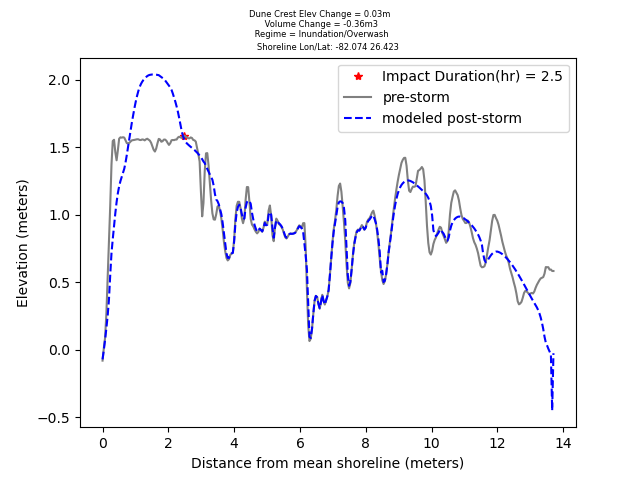 Dune Crest Elev Change = 0.03m
Volume Change = -0.36m3
Regime = Inundation/Overwash
Shoreline Lon/Lat: -82.074 26.423
Impact Duration(hr) = 2.5
pre-storm
modeled post-storm
2.0
1.5
1.0
0.5
0.0
−0.5
Elevation (meters)
0 2 4 6 8 10 12 14
Distance from mean shoreline (meters)